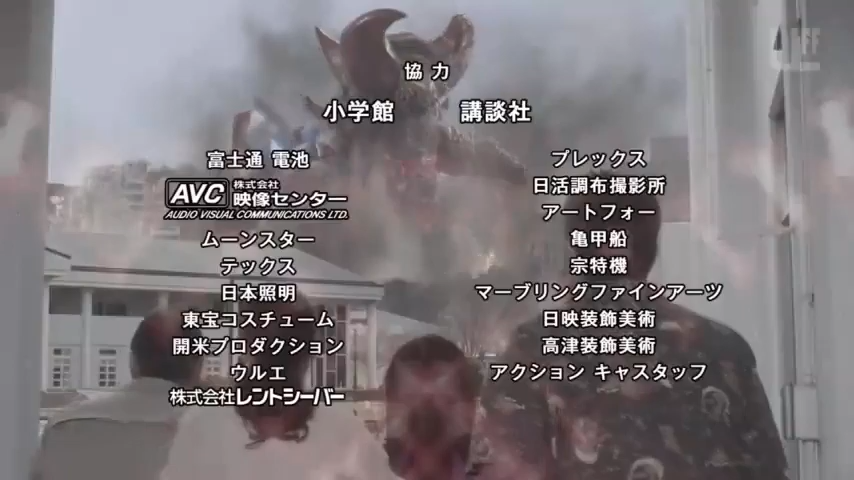 協力
小学館 講談社
富士通 電池
AVC 株式会社 映像センター
AUDIO VISUAL COMMUNICATIONS LTD.
ムーンスター
テックス
日本照明
東宝コスチューム
開米プロダクション
ウルエ
株式会社レントシーバー
プレックス
日活調布撮影所
アートフォー
亀甲船
宗特機
マーブリングファインアーツ
日映装飾美術
高津装飾美術
アクション キャスタッフ